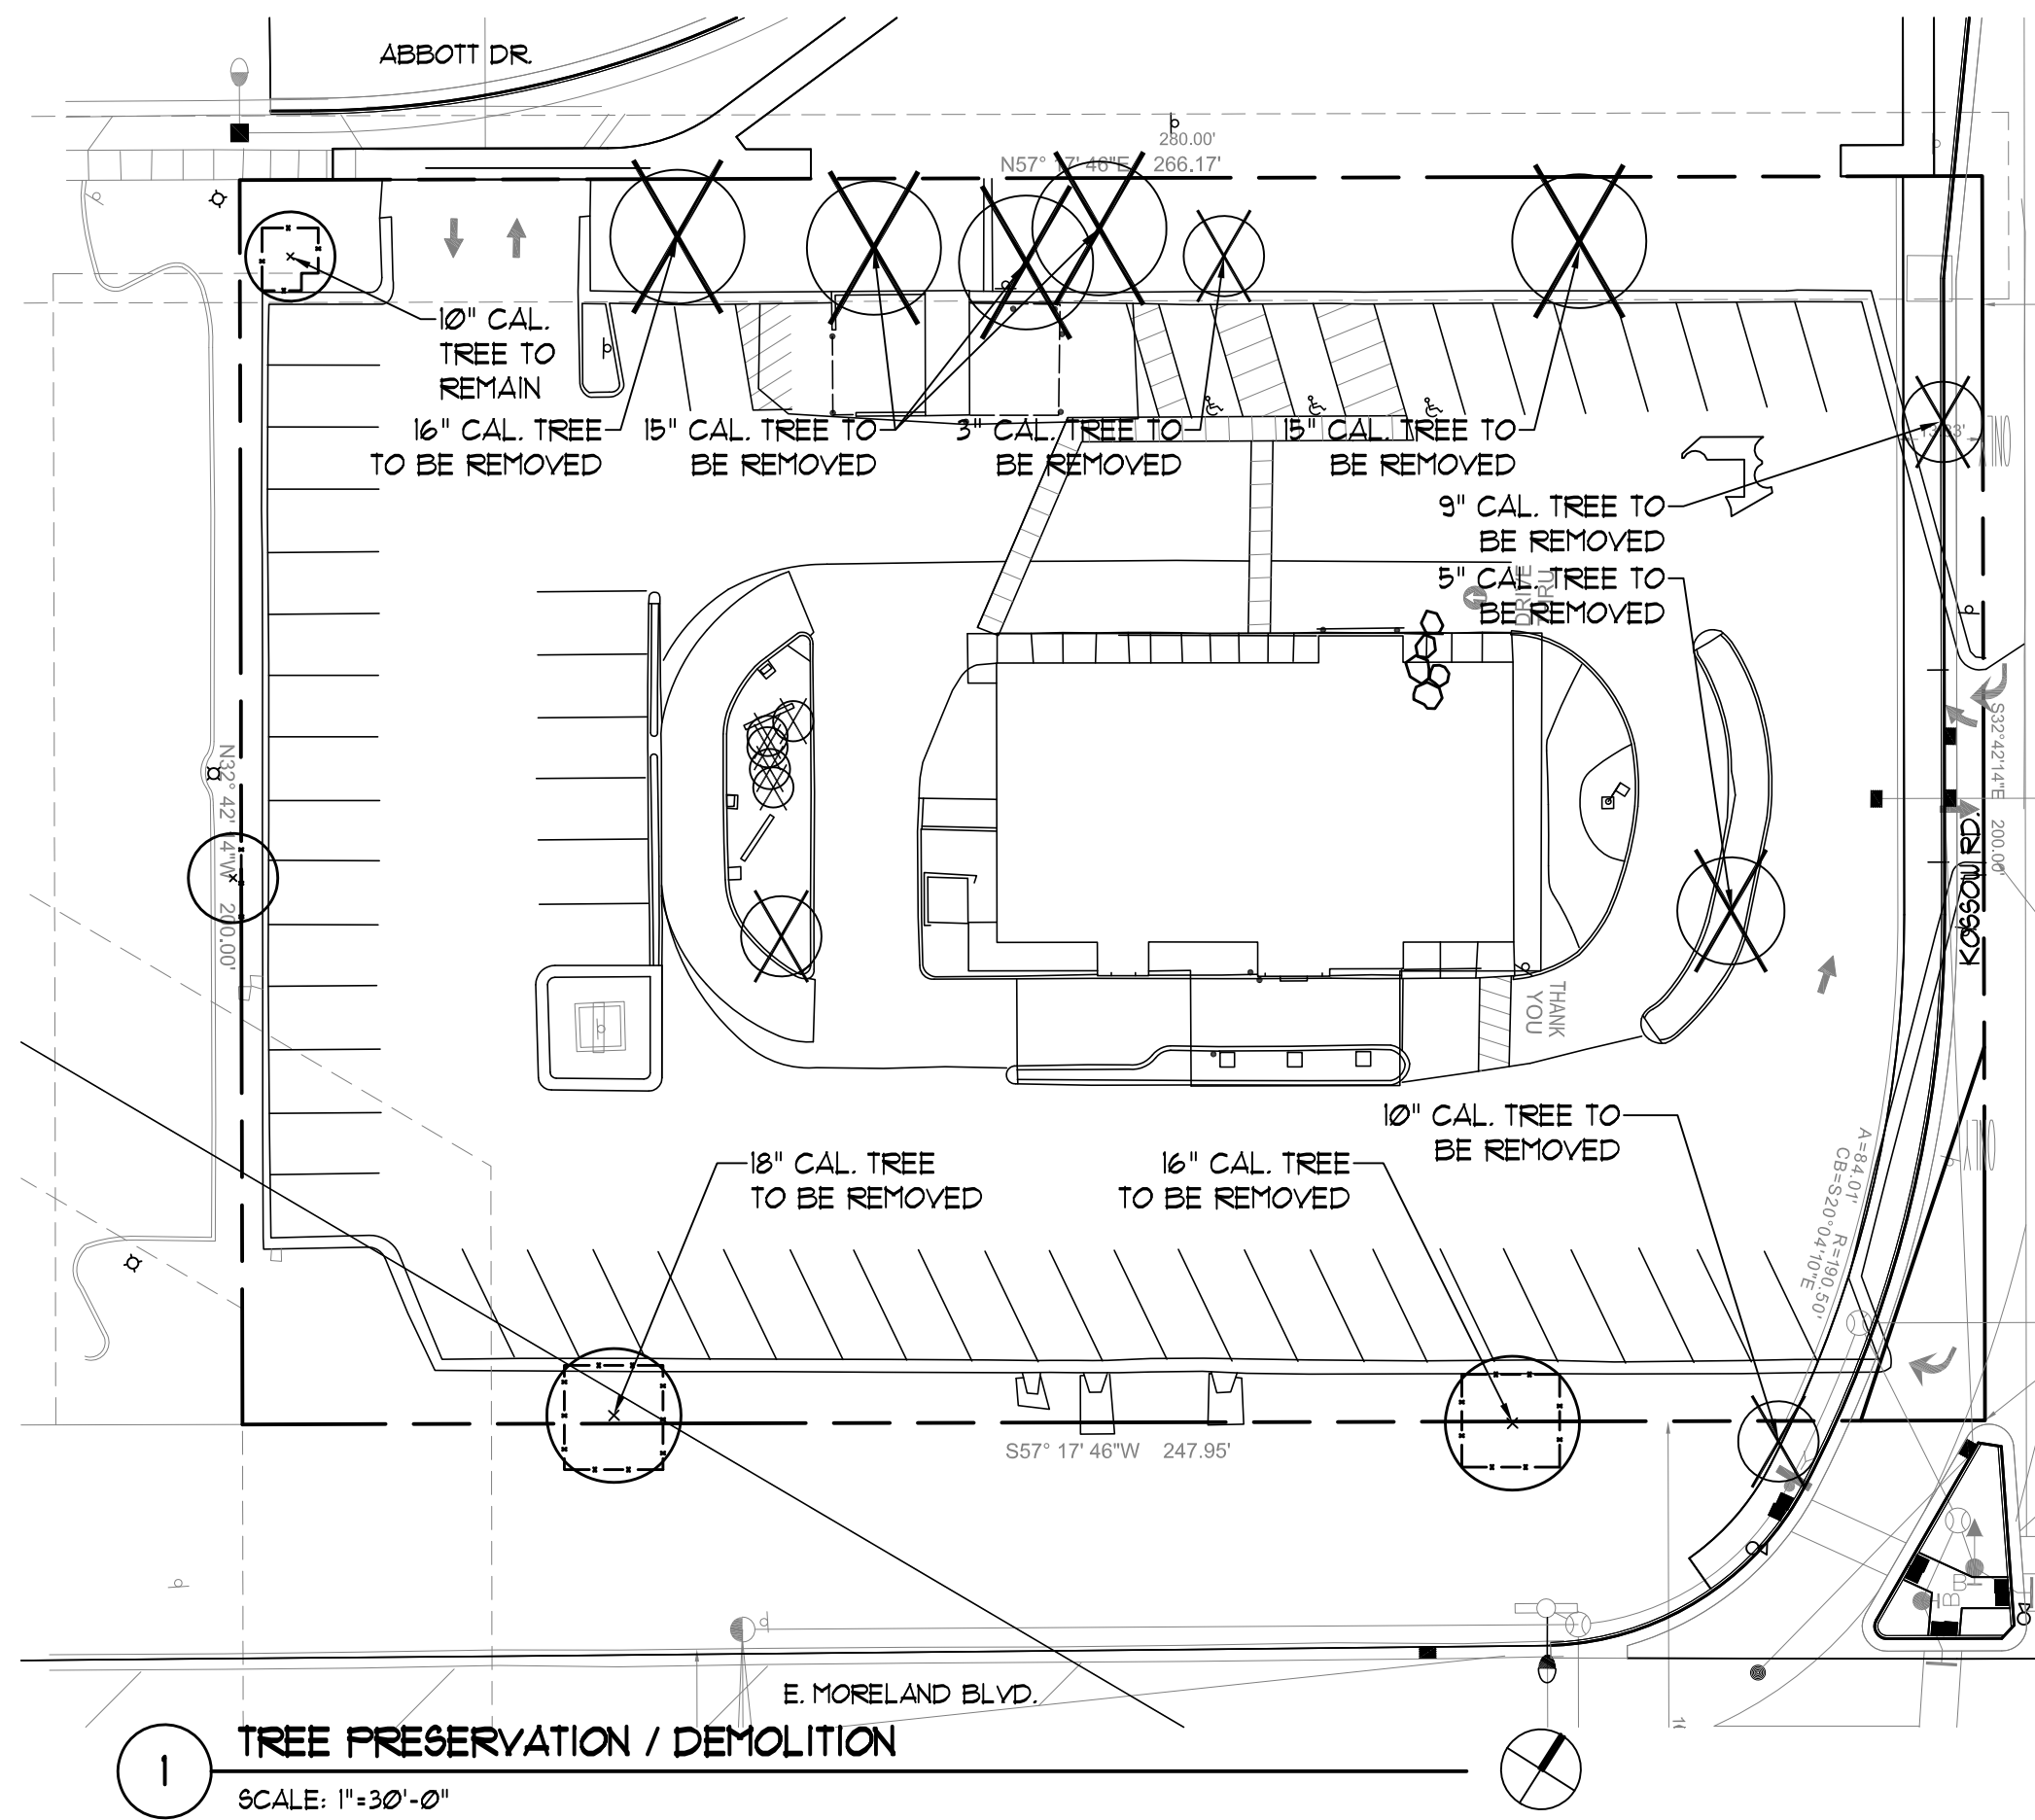 ABBOTT DR.
280.00'
N57° 17' 46"E 266.17'
10" CAL.
TREE TO
REMAIN
16" CAL. TREE
TO BE REMOVED
15" CAL. TREE TO
BE REMOVED
3" CAL. TREE TO
BE REMOVED
15" CAL. TREE TO
BE REMOVED
13.33'
ONLY
9" CAL. TREE TO
BE REMOVED
5" CAL. TREE TO
BE REMOVED
DRIVE
THRU
N32° 42' 14"W 200.00'
S32°42'14"E 200.00'
KOSSOW RD.
THANK
YOU
10" CAL. TREE TO
BE REMOVED
18" CAL. TREE
TO BE REMOVED
16" CAL. TREE
TO BE REMOVED
ONLY
A=84.01' R=190.50'
CB=S20°04'10"E
S57° 17' 46"W 247.95'
B
B
E. MORELAND BLVD.
1
TREE PRESERVATION / DEMOLITION
SCALE: 1"=30'-0"